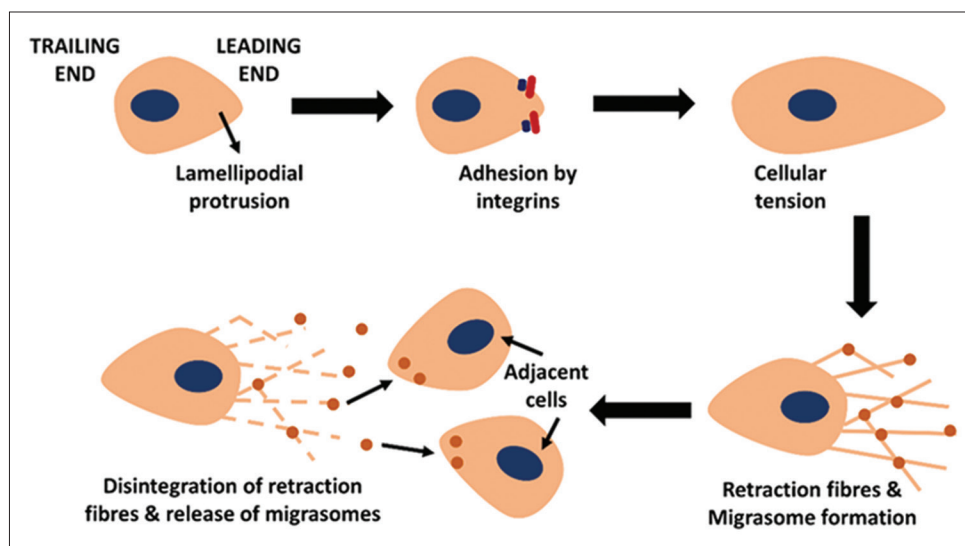 TRAILING
END
LEADING
END
Lamellipodial
protrusion
Adhesion by
integrins
Cellular
tension
Adjacent
cells
Disintegration of retraction
fibres & release of migrasomes
Retraction fibres &
Migrasome formation